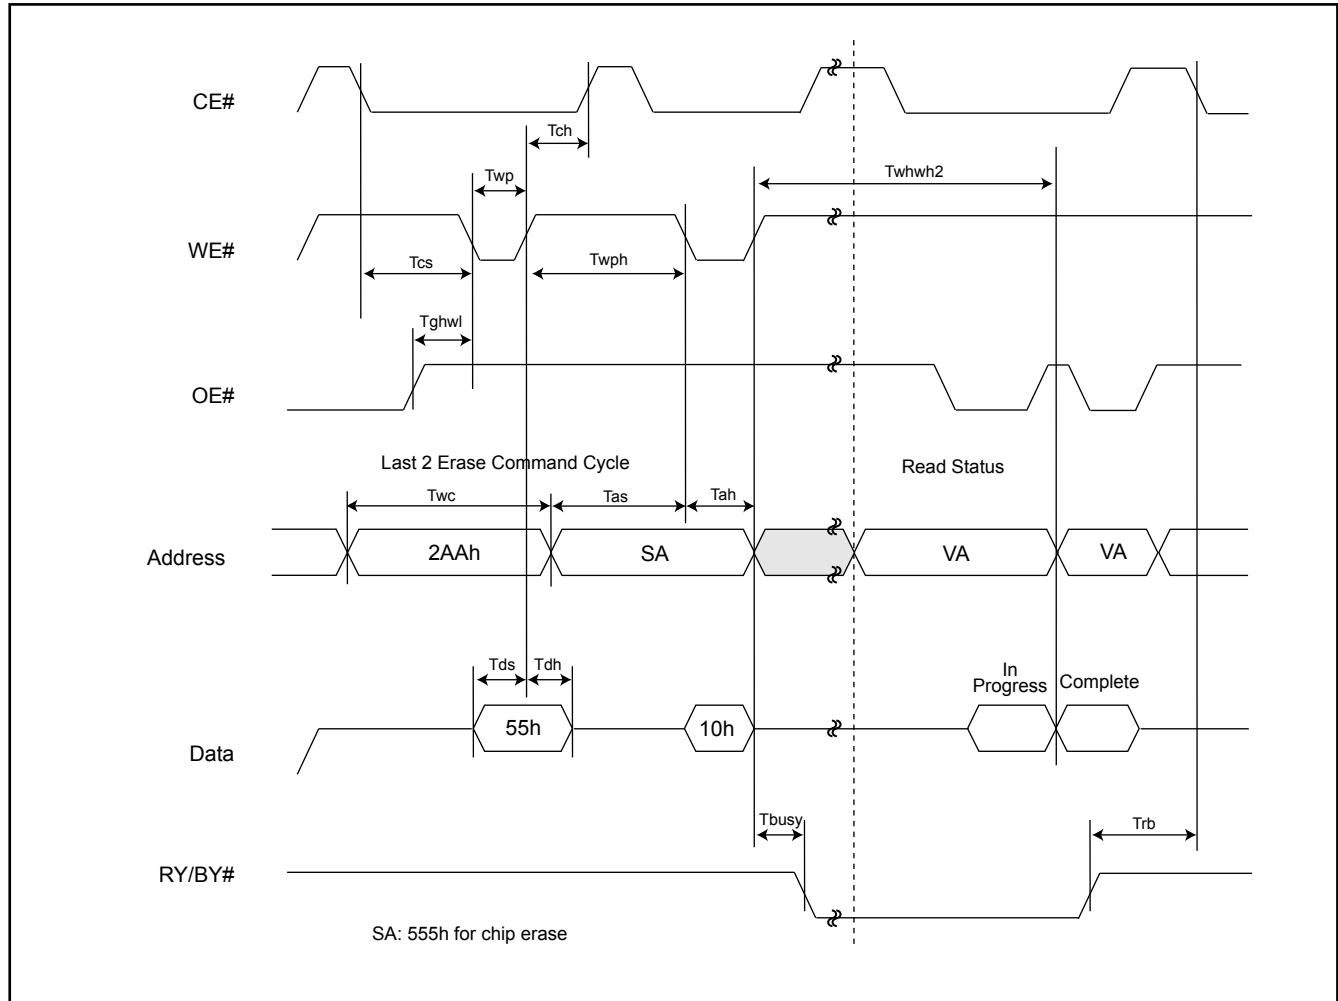 CE#
Tch
Twhwh2
Twp
WE#
Tcs
Twph
Tghwl
OE#
Last 2 Erase Command Cycle
Read Status
Twc
Tas
Tah
Address
2AAh
SA
VA
VA
Tds
Tdh
In
Progress
Complete
55h
10h
Data
Tbusy
Trb
RY/BY#
SA: 555h for chip erase